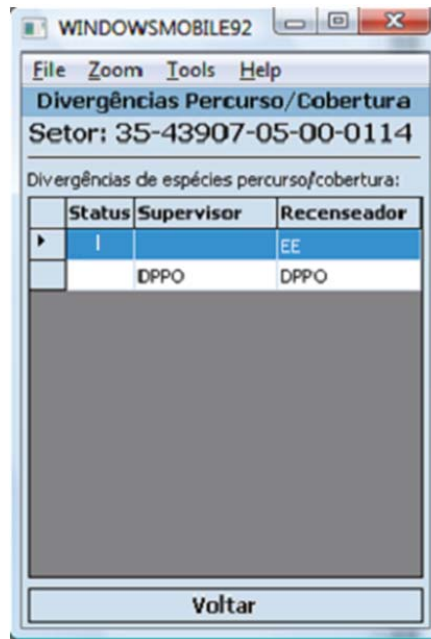 WINDOWSMOBILE92
File Zoom Tools Help
Divergências Percurso/Cobertura
Setor: 35-43907-05-00-0114
Divergências de espécies percurso/cobertura:
Status Supervisor Recenseador
I EE
DPPO DPPO
Voltar